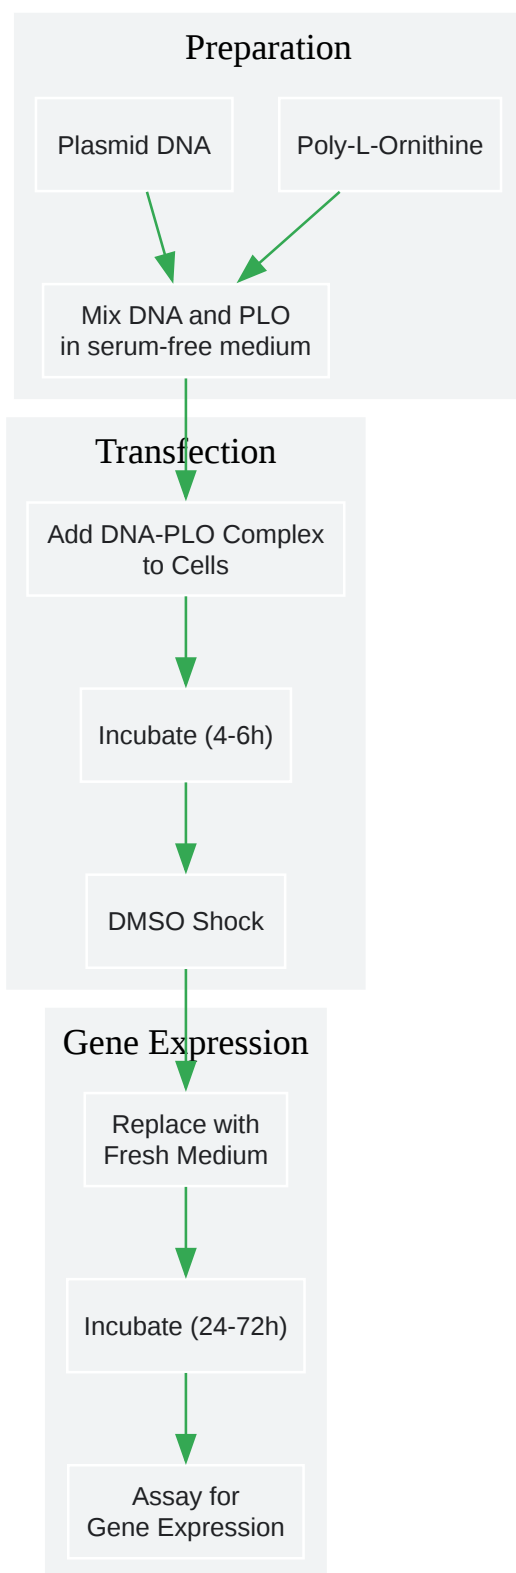 Preparation
Plasmid DNA
Poly-L-Ornithine
Mix DNA and PLO
in serum-free medium
Transfection
Add DNA-PLO Complex
to Cells
Incubate (4-6h)
DMSO Shock
Gene Expression
Replace with
Fresh Medium
Incubate (24-72h)
Assay for
Gene Expression